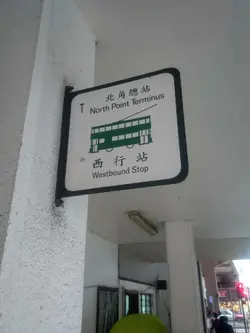 北角總站
North Point Terminus
西行站
Westbound Stop